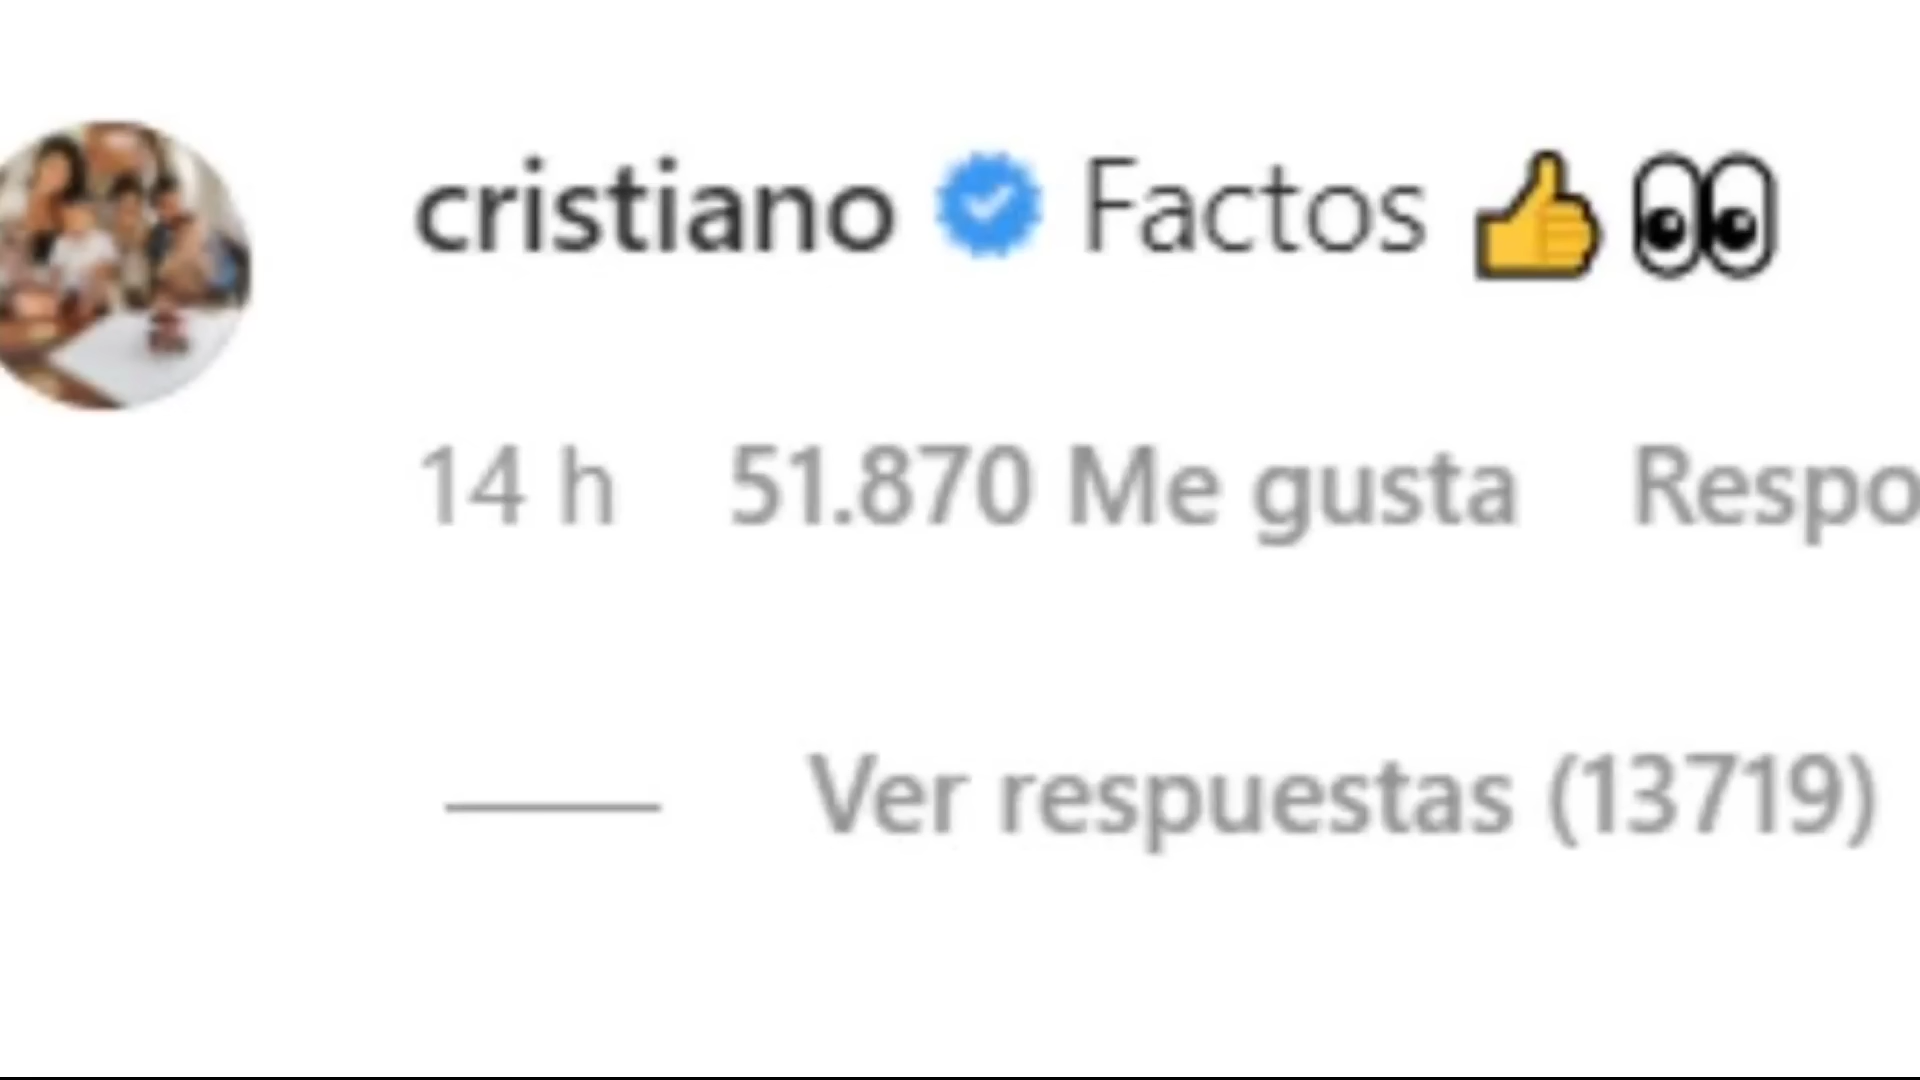 cristiano Factos 👍👀
14 h 51.870 Me gusta Respo
Ver respuestas (13719)